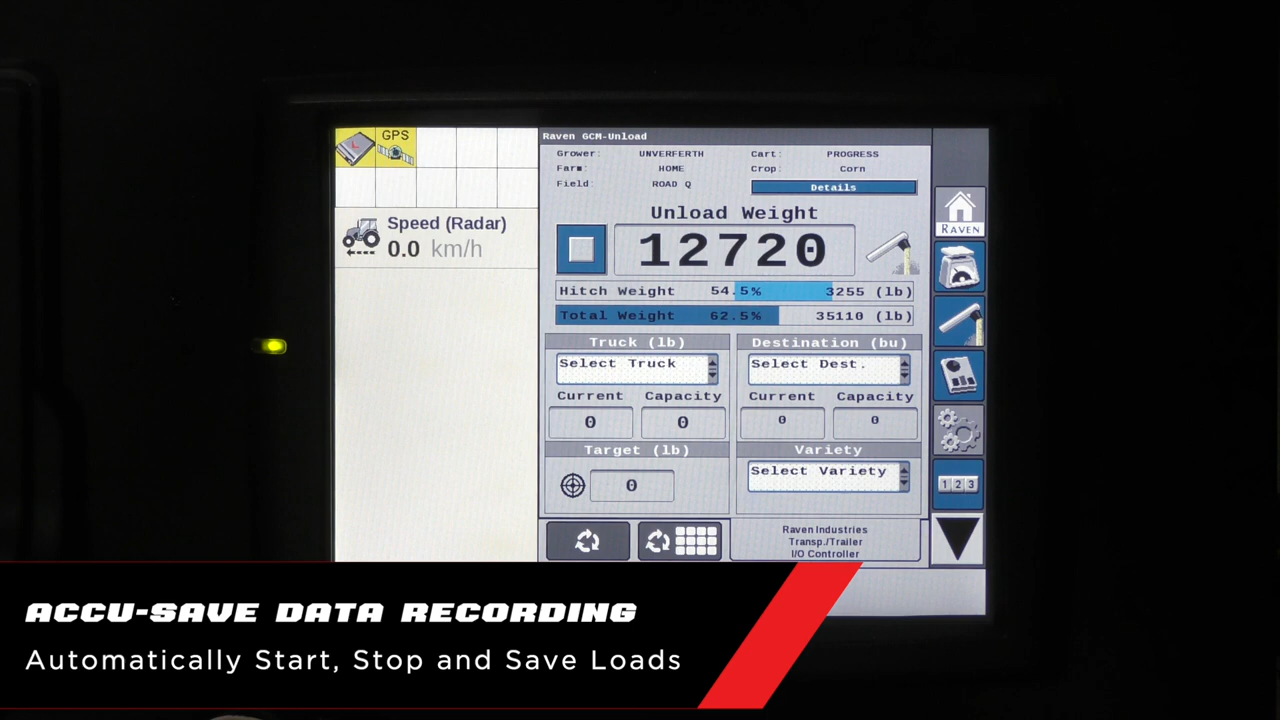 GPS
Speed (Radar)
0.0 km/h
Raven GCM-Unload
Grower: UNVERFERTH Cart: PROGRESS
Farm: HOME Crop: Corn
Field: ROAD Q Details
Unload Weight
12720
Hitch Weight 54.5% 3255 (lb)
Total Weight 62.5% 35110 (lb)
Truck (lb) Destination (bu)
Select Truck Select Dest.
Current Capacity Current Capacity
0 0 0 0
Target (lb) Variety
0 Select Variety
Raven Industries
Transp./Trailer
I/O Controller
RAVEN
1 2 3
ACCU-SAVE DATA RECORDING
Automatically Start, Stop and Save Loads